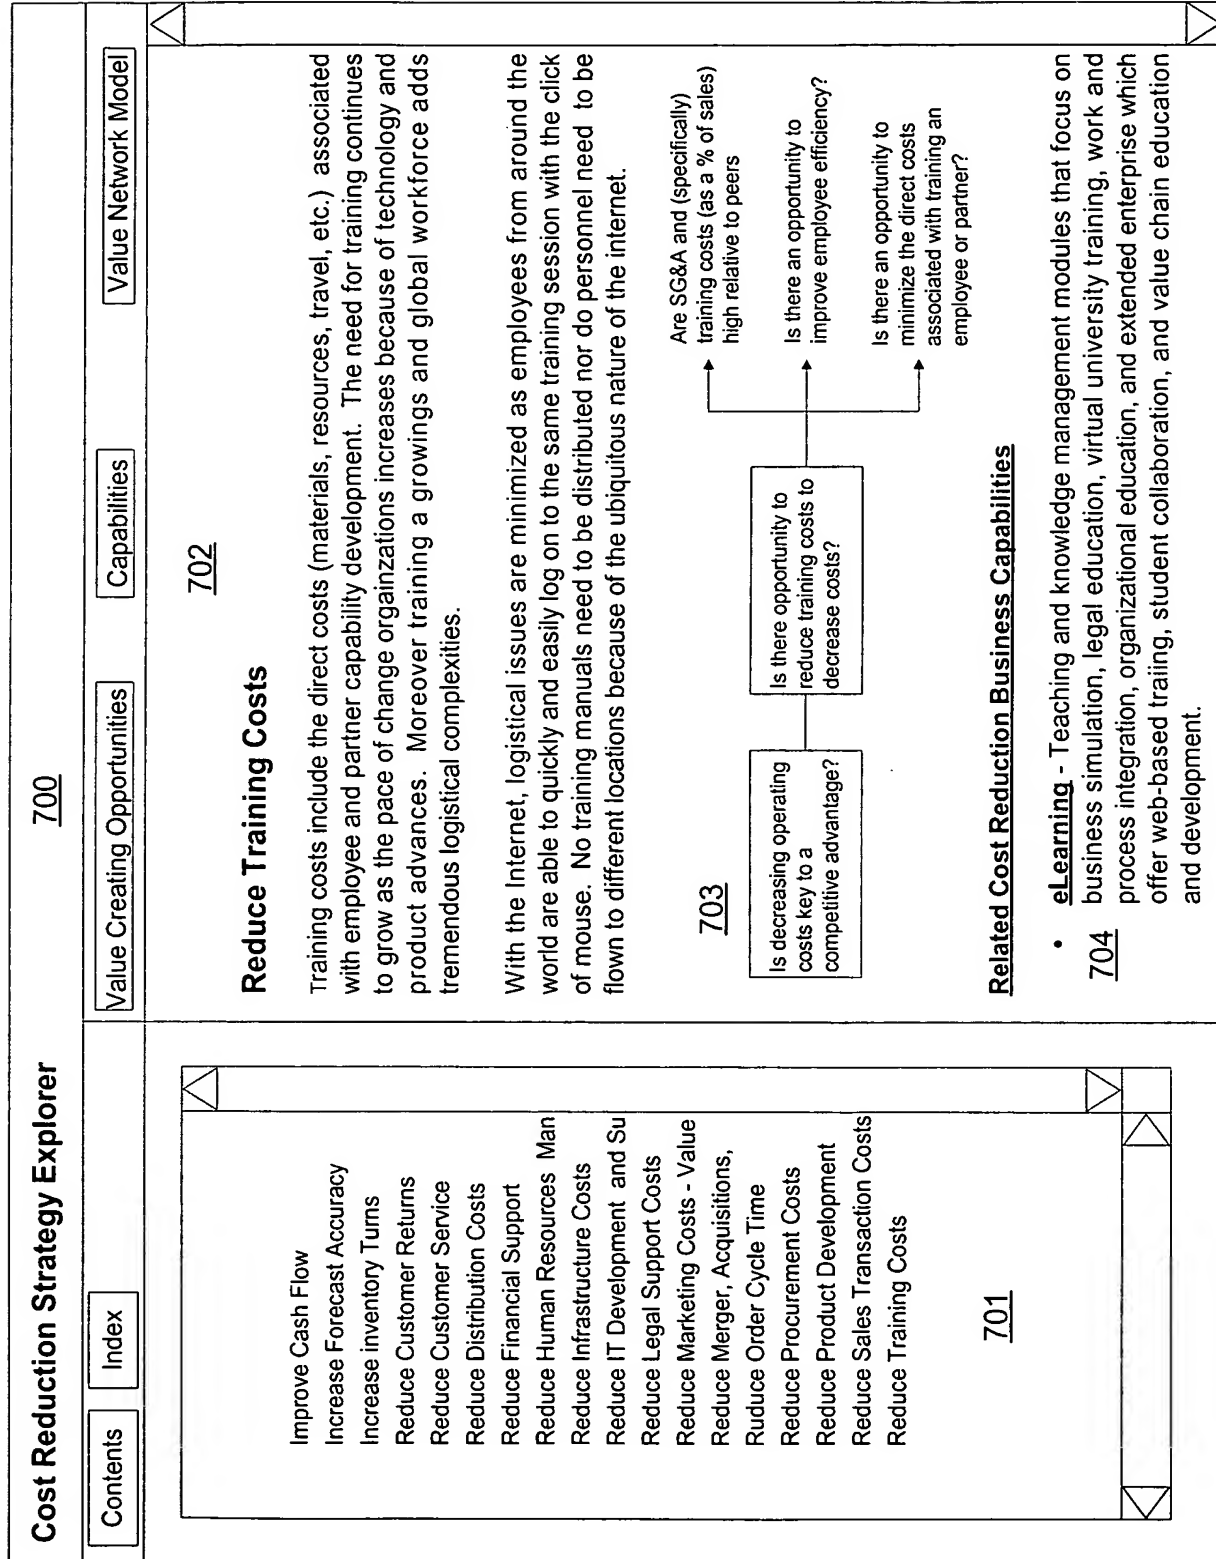 Cost Reduction Strategy Explorer
700
Contents
Index
Value Creating Opportunities
Capabilities
Value Network Model
Improve Cash Flow
Increase Forecast Accuracy
Increase inventory Turns
Reduce Customer Returns
Reduce Customer Service
Reduce Distribution Costs
Reduce Financial Support
Reduce Human Resources Man
Reduce Infrastructure Costs
Reduce IT Development and Su
Reduce Legal Support Costs
Reduce Marketing Costs - Value
Reduce Merger, Acquisitions,
Ruduce Order Cycle Time
Reduce Procurement Costs
Reduce Product Development
Reduce Sales Transaction Costs
Reduce Training Costs
701
702
Reduce Training Costs
Training costs include the direct costs (materials, resources, travel, etc.) associated
with employee and partner capability development. The need for training continues
to grow as the pace of change orgainzations increases because of technology and
product advances. Moreover training a growings and global workforce adds
tremendous logistical complexities.
With the Internet, logistical issues are minimized as employees from around the
world are able to quickly and easily log on to the same training session with the click
of mouse. No training manuals need to be distributed nor do personnel need to be
flown to different locations because of the ubiquitous nature of the internet.
703
Is decreasing operating
costs key to a
competitive advantage?
Is there opportunity to
reduce training costs to
decrease costs?
Are SG&A and (specifically)
training costs (as a % of sales)
high relative to peers
Is there an opportunity to
improve employee efficiency?
Is there an opportunity to
minimize the direct costs
associated with training an
employee or partner?
Related Cost Reduction Business Capabilities
• eLearning - Teaching and knowledge management modules that focus on
business simulation, legal education, virtual university training, work and
process integration, organizational education, and extended enterprise which
offer web-based traiing, student collaboration, and value chain education
and development.
704